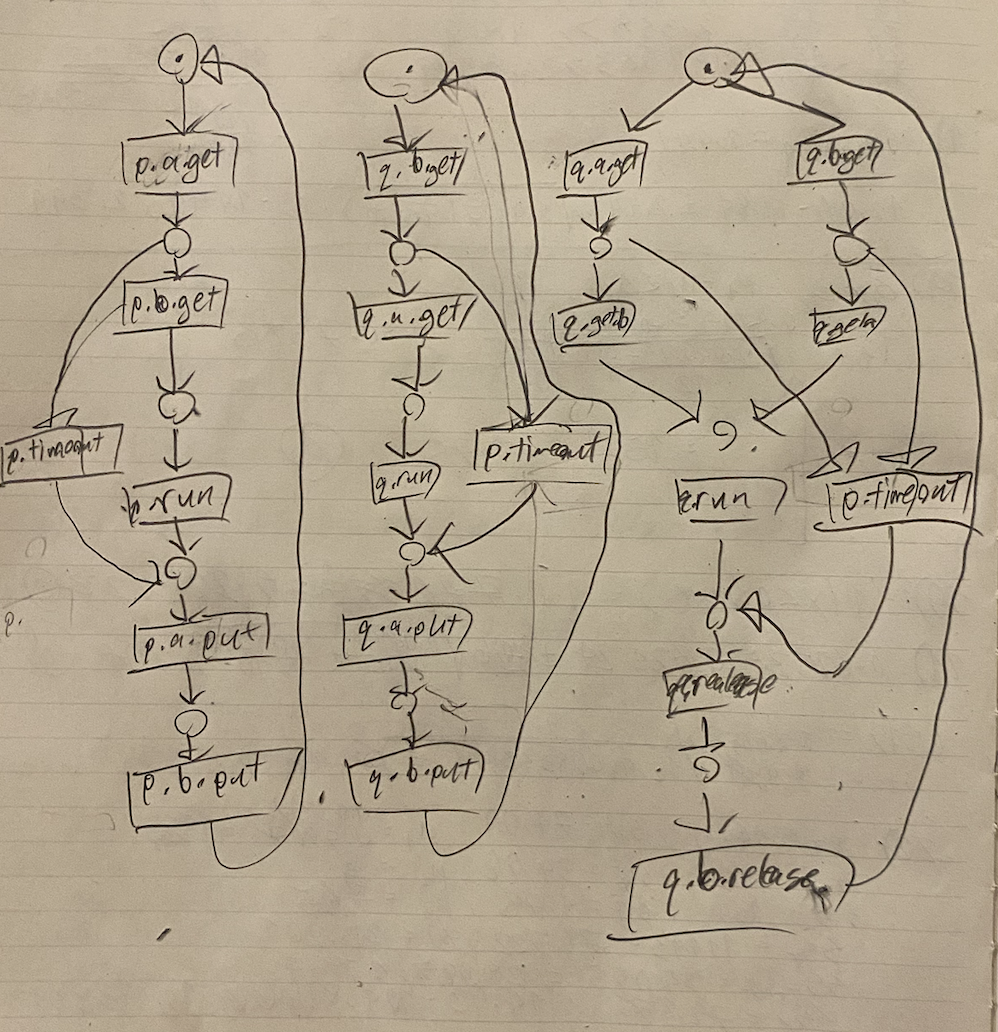 p.a.get
p.b.get
p.timeout
p.run
p.a.put
p.b.put
q.b.get
q.a.get
p.timeout
q.run
q.a.put
q.b.put
q.a.get
q.b.get
q.get.b
q.get.a
q.run
p.timeout
q.b.release
p.